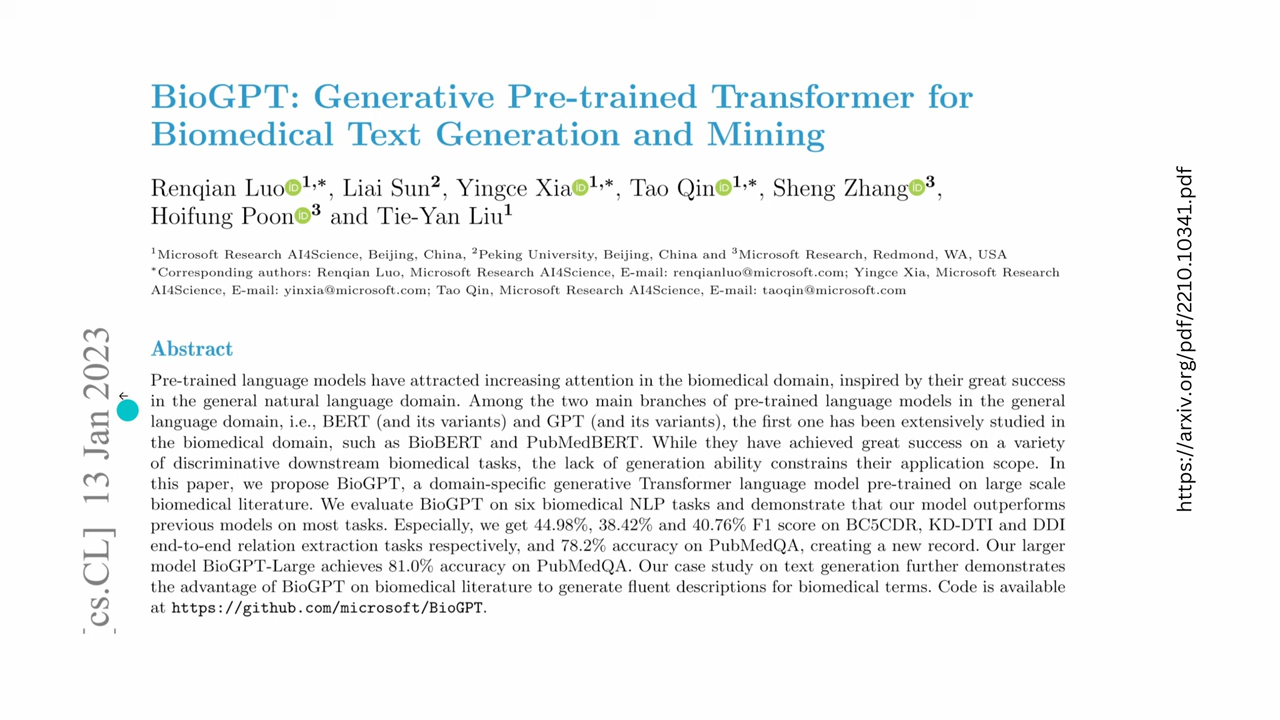 BioGPT: Generative Pre-trained Transformer for
Biomedical Text Generation and Mining
Renqian Luo iD 1,*, Liai Sun2, Yingce Xia iD 1,*, Tao Qin iD 1,*, Sheng Zhang iD 3,
Hoifung Poon iD 3 and Tie-Yan Liu1
1Microsoft Research AI4Science, Beijing, China, 2Peking University, Beijing, China and 3Microsoft Research, Redmond, WA, USA
*Corresponding authors: Renqian Luo, Microsoft Research AI4Science, E-mail: renqianluo@microsoft.com; Yingce Xia, Microsoft Research
AI4Science, E-mail: yinxia@microsoft.com; Tao Qin, Microsoft Research AI4Science, E-mail: taoqin@microsoft.com
Abstract
Pre-trained language models have attracted increasing attention in the biomedical domain, inspired by their great success
in the general natural language domain. Among the two main branches of pre-trained language models in the general
language domain, i.e., BERT (and its variants) and GPT (and its variants), the first one has been extensively studied in
the biomedical domain, such as BioBERT and PubMedBERT. While they have achieved great success on a variety
of discriminative downstream biomedical tasks, the lack of generation ability constrains their application scope. In
this paper, we propose BioGPT, a domain-specific generative Transformer language model pre-trained on large scale
biomedical literature. We evaluate BioGPT on six biomedical NLP tasks and demonstrate that our model outperforms
previous models on most tasks. Especially, we get 44.98%, 38.42% and 40.76% F1 score on BC5CDR, KD-DTI and DDI
end-to-end relation extraction tasks respectively, and 78.2% accuracy on PubMedQA, creating a new record. Our larger
model BioGPT-Large achieves 81.0% accuracy on PubMedQA. Our case study on text generation further demonstrates
the advantage of BioGPT on biomedical literature to generate fluent descriptions for biomedical terms. Code is available
at https://github.com/microsoft/BioGPT.
cs.CL] 13 Jan 2023
https://arxiv.org/pdf/2210.10341.pdf